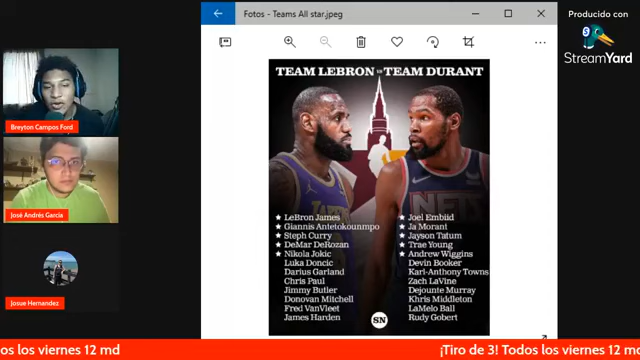 Fotos - Teams All star.jpeg
Producido con
StreamYard
TEAM LEBRON VS TEAM DURANT
LeBron James
Giannis Antetokounmpo
Steph Curry
DeMar DeRozan
Nikola Jokic
Luka Doncic
Darius Garland
Chris Paul
Jimmy Butler
Donovan Mitchell
Fred VanVleet
James Harden
Joel Embiid
Ja Morant
Jayson Tatum
Trae Young
Andrew Wiggins
Devin Booker
Karl-Anthony Towns
Zach LaVine
Dejounte Murray
Khris Middleton
LaMelo Ball
Rudy Gobert
NETS
SN
Breyton Campos Ford
José Andrés García
Josue Hernandez
os los viernes 12 md
¡Tiro de 3! Todos los viernes 12 md